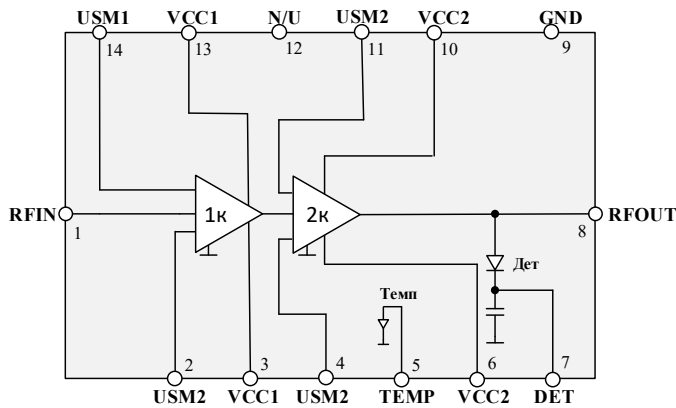 USM1 VCC1 N/U USM2 VCC2 GND
14 13 12 11 10 9
1к 2к
RFIN RFOUT
1 8
Дет
Темп
2 3 4 5 6 7
USM2 VCC1 USM2 TEMP VCC2 DET